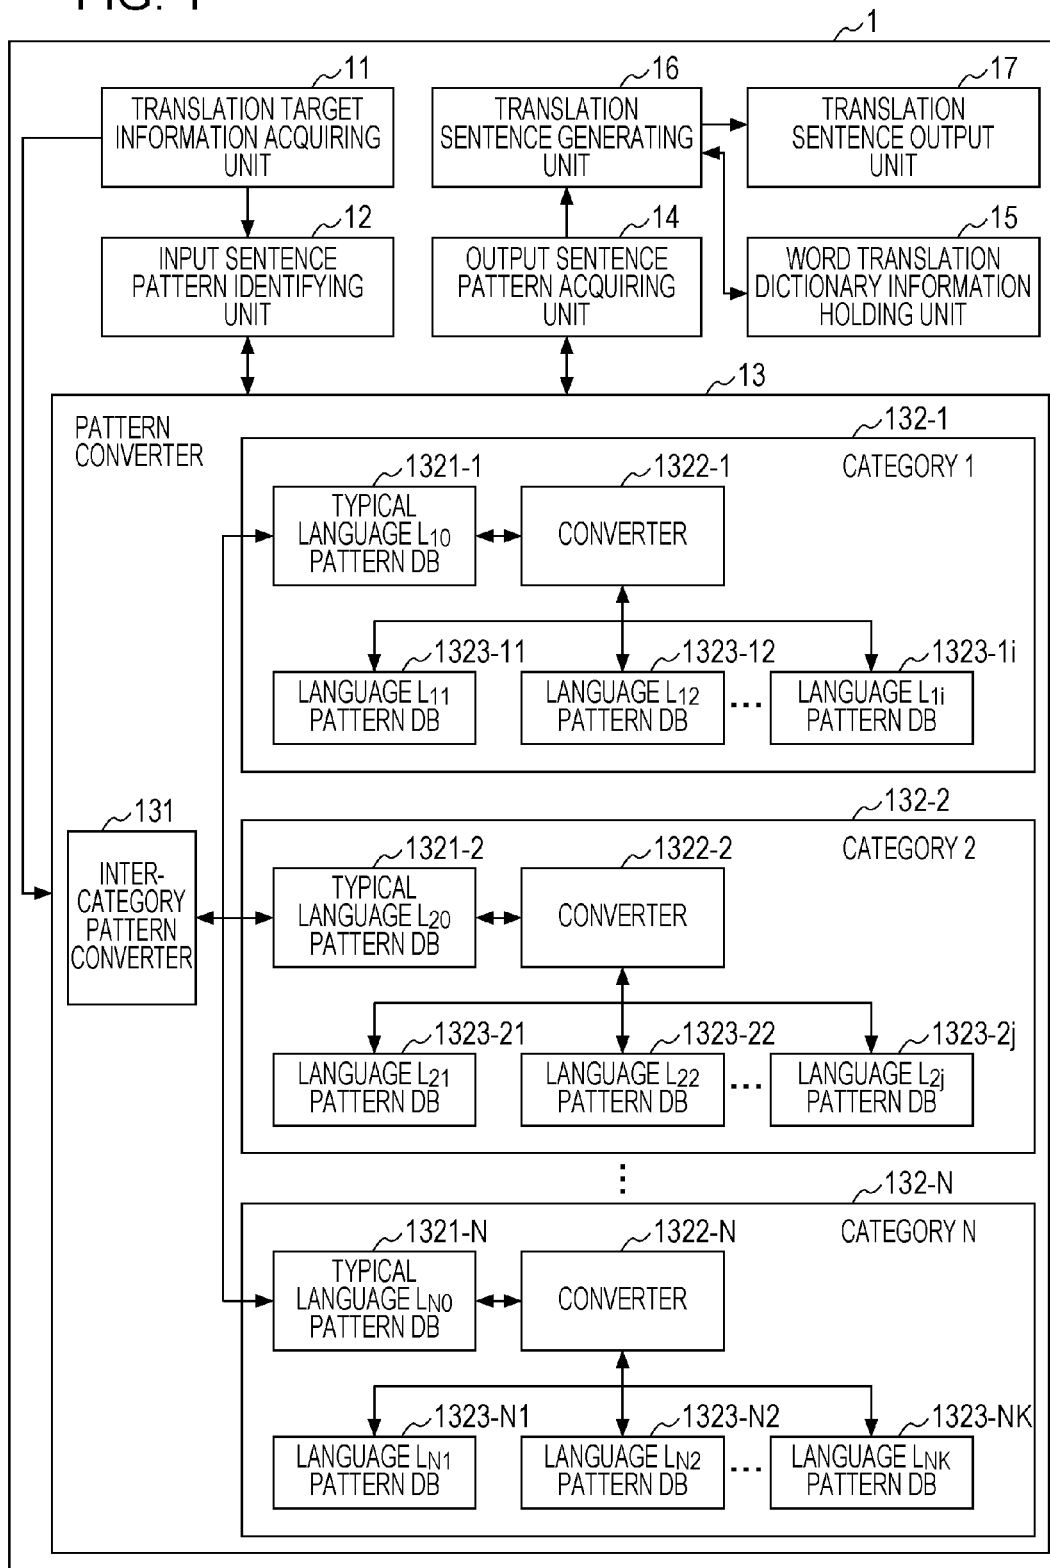 1
11
TRANSLATION TARGET
INFORMATION ACQUIRING
UNIT
16
TRANSLATION
SENTENCE GENERATING
UNIT
17
TRANSLATION
SENTENCE OUTPUT
UNIT
12
INPUT SENTENCE
PATTERN IDENTIFYING
UNIT
14
OUTPUT SENTENCE
PATTERN ACQUIRING
UNIT
15
WORD TRANSLATION
DICTIONARY INFORMATION
HOLDING UNIT
13
PATTERN
CONVERTER
132-1
CATEGORY 1
1321-1
TYPICAL
LANGUAGE L10
PATTERN DB
1322-1
CONVERTER
1323-11
LANGUAGE L11
PATTERN DB
1323-12
LANGUAGE L12
PATTERN DB
...
1323-1i
LANGUAGE L1i
PATTERN DB
131
INTER-
CATEGORY
PATTERN
CONVERTER
132-2
CATEGORY 2
1321-2
TYPICAL
LANGUAGE L20
PATTERN DB
1322-2
CONVERTER
1323-21
LANGUAGE L21
PATTERN DB
1323-22
LANGUAGE L22
PATTERN DB
...
1323-2j
LANGUAGE L2j
PATTERN DB
132-N
CATEGORY N
1321-N
TYPICAL
LANGUAGE LN0
PATTERN DB
1322-N
CONVERTER
1323-N1
LANGUAGE LN1
PATTERN DB
1323-N2
LANGUAGE LN2
PATTERN DB
...
1323-NK
LANGUAGE LNK
PATTERN DB